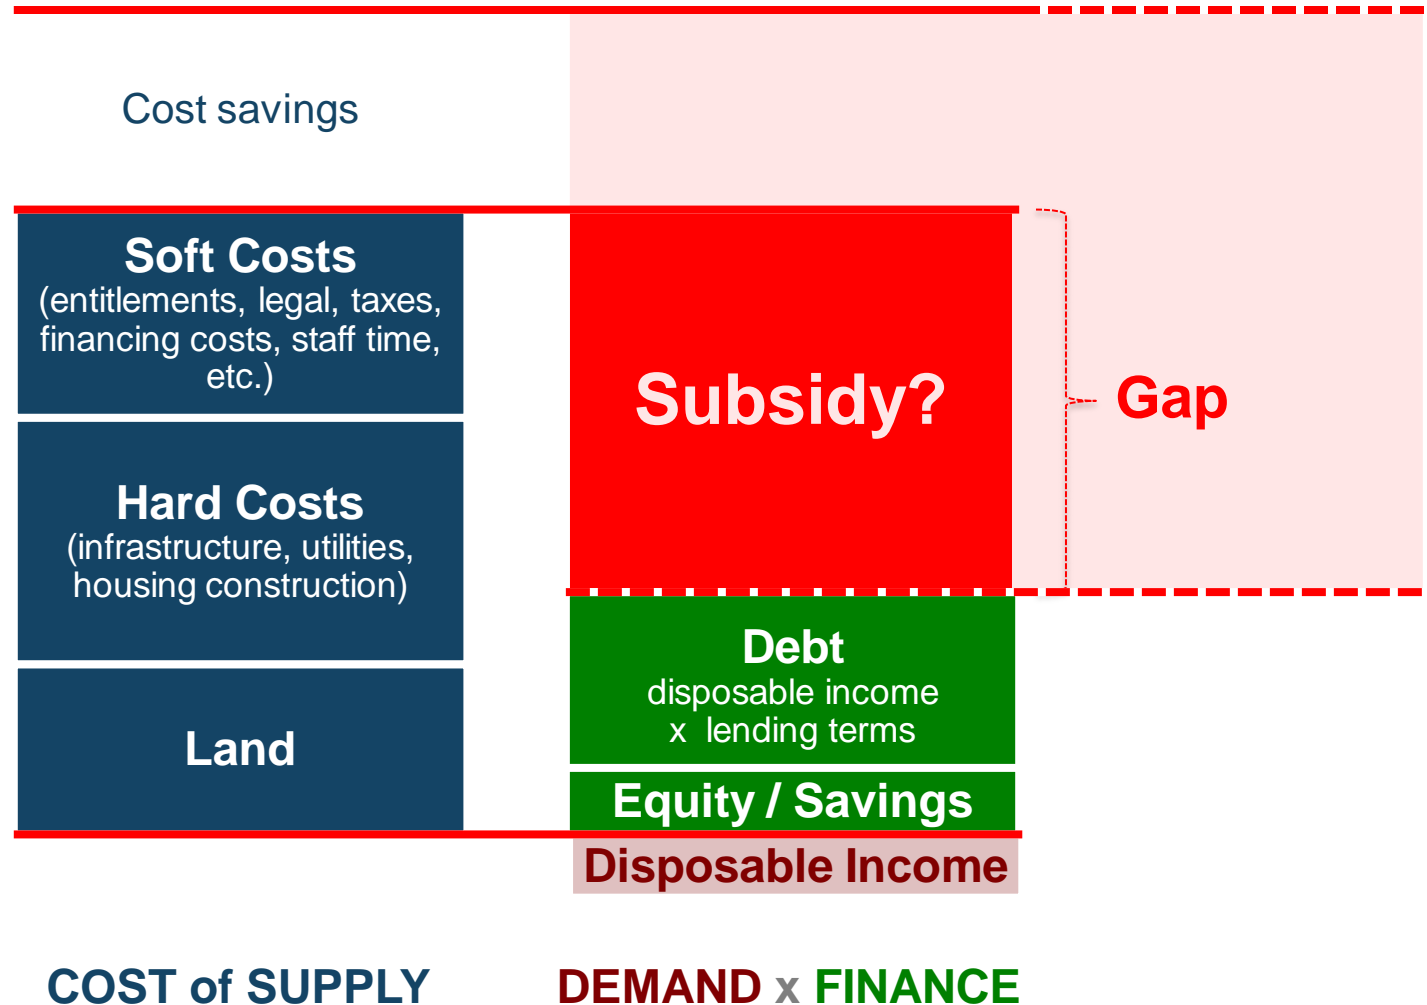 Cost savings
Soft Costs
(entitlements, legal, taxes,
financing costs, staff time,
etc.)
Hard Costs
(infrastructure, utilities,
housing construction)
Land
Subsidy?
Gap
Debt
disposable income
x lending terms
Equity / Savings
Disposable Income
COST of SUPPLY
DEMAND x FINANCE